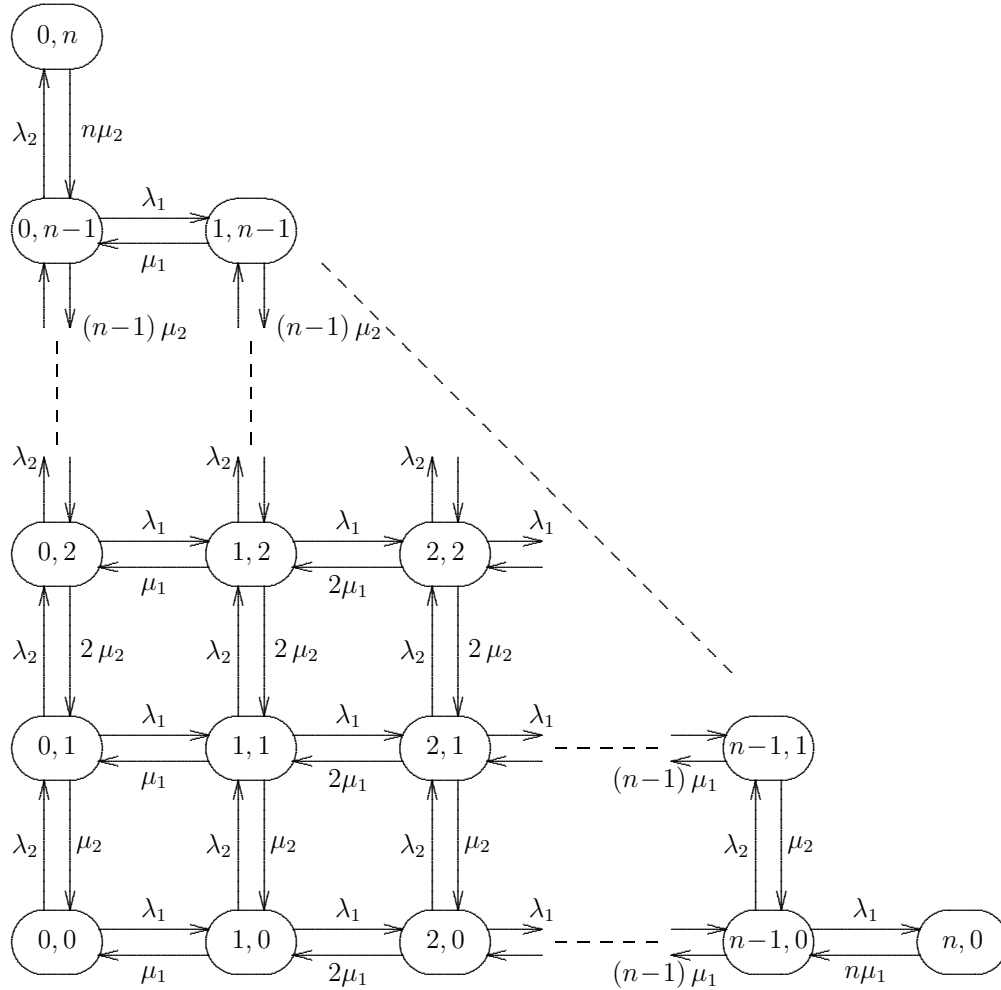 0, n
λ₂ nμ₂
λ₁
0, n−1 1, n−1
μ₁
(n−1) μ₂ (n−1) μ₂
λ₂ λ₂ λ₂
λ₁ λ₁ λ₁
0, 2 1, 2 2, 2
μ₁ 2μ₁
λ₂ 2 μ₂ λ₂ 2 μ₂ λ₂ 2 μ₂
λ₁ λ₁ λ₁
0, 1 1, 1 2, 1 n−1, 1
μ₁ 2μ₁ (n−1) μ₁
λ₂ μ₂ λ₂ μ₂ λ₂ μ₂ λ₂ μ₂
λ₁ λ₁ λ₁ λ₁
0, 0 1, 0 2, 0 n−1, 0 n, 0
μ₁ 2μ₁ (n−1) μ₁ nμ₁